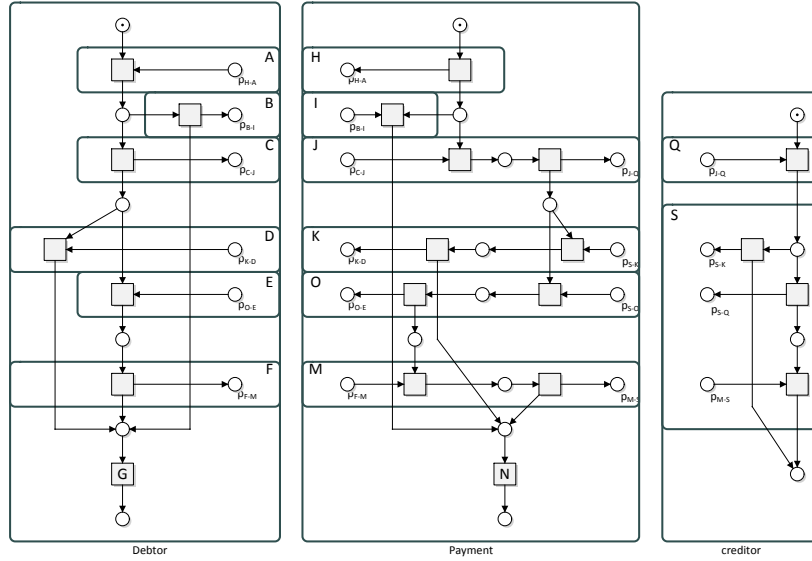 A
H
pH-A
pH-A
B
I
pB-I
pB-I
C
J
Q
pC-J
pC-J
pJ-Q
pJ-Q
S
D
K
pK-D
pK-D
pS-K
pS-K
E
O
pO-E
pO-E
pS-O
pS-Q
F
M
pF-M
pF-M
pM-S
pM-S
G
N
Debtor
Payment
creditor